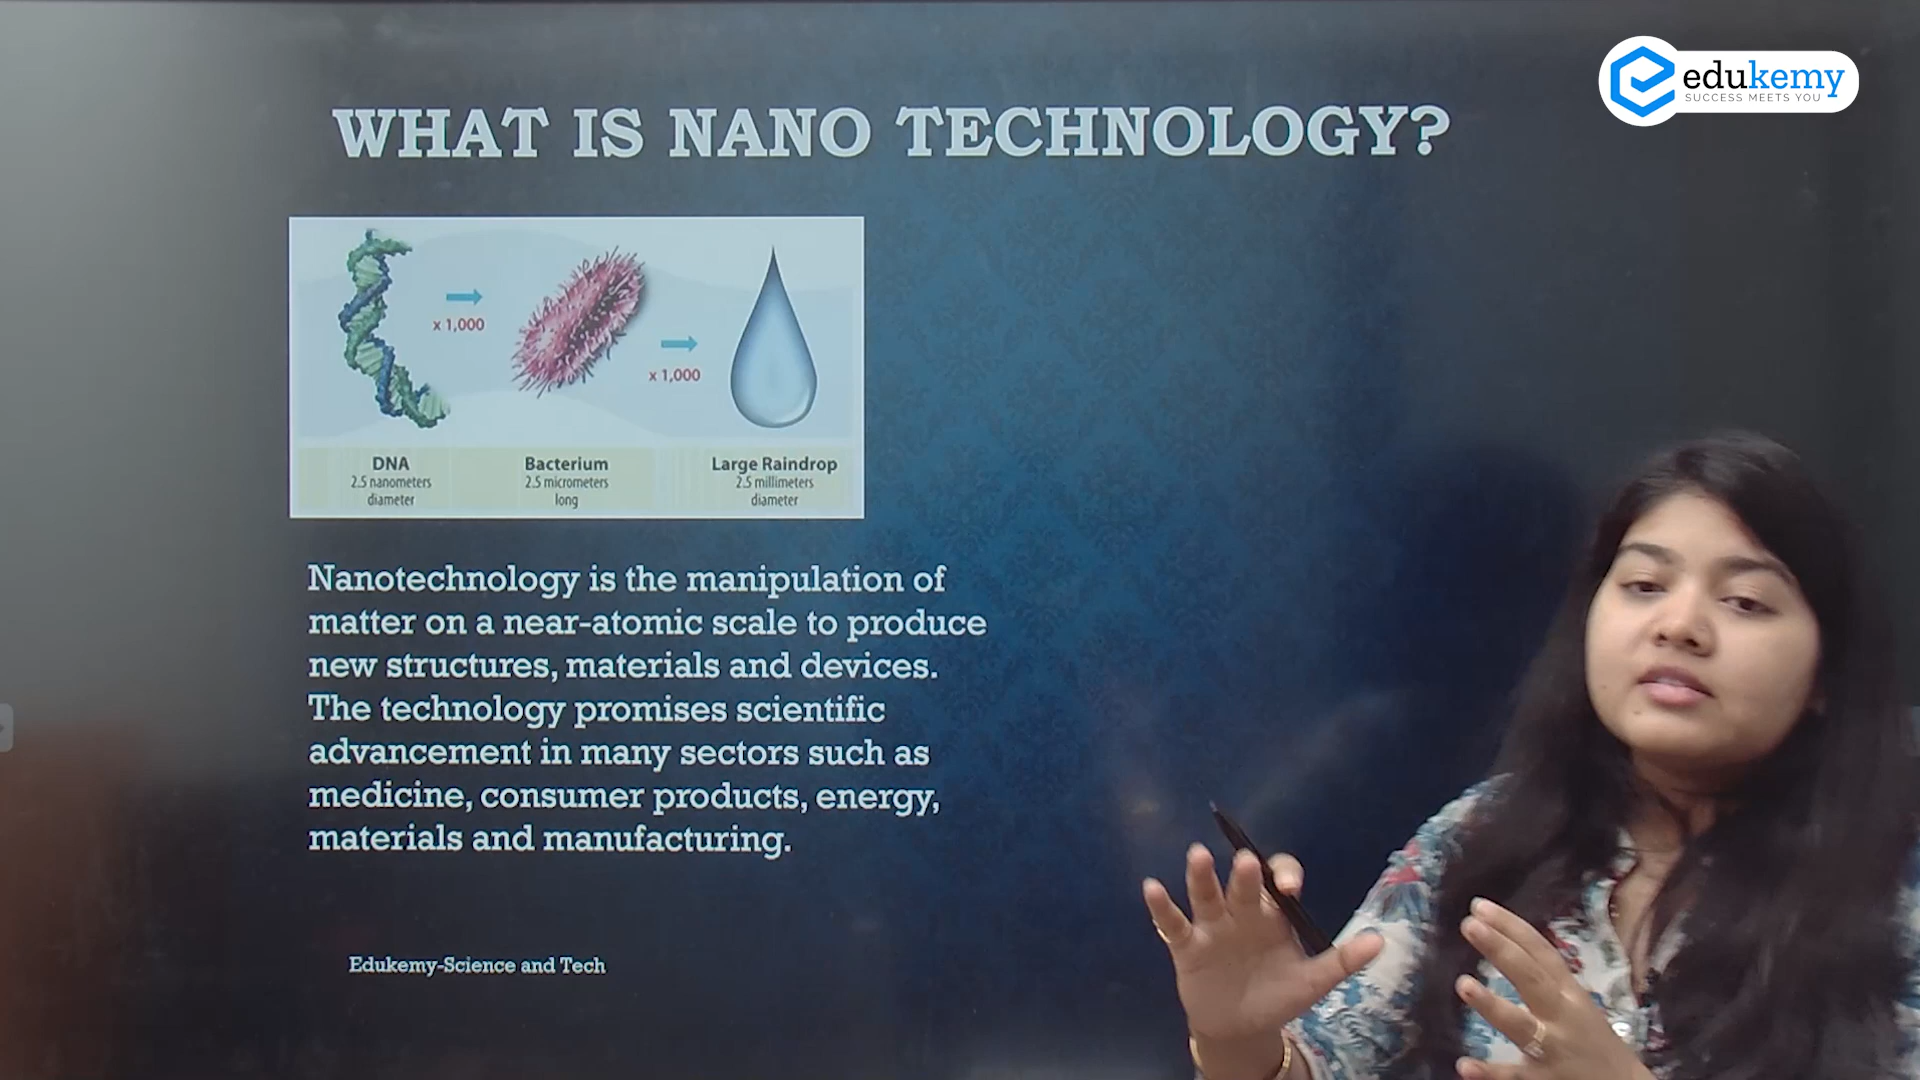 edukemy
SUCCESS MEETS YOU
WHAT IS NANO TECHNOLOGY?
x 1,000
x 1,000
DNA
2.5 nanometers
diameter
Bacterium
2.5 micrometers
long
Large Raindrop
2.5 millimeters
diameter
Nanotechnology is the manipulation of
matter on a near-atomic scale to produce
new structures, materials and devices.
The technology promises scientific
advancement in many sectors such as
medicine, consumer products, energy,
materials and manufacturing.
Edukemy-Science and Tech